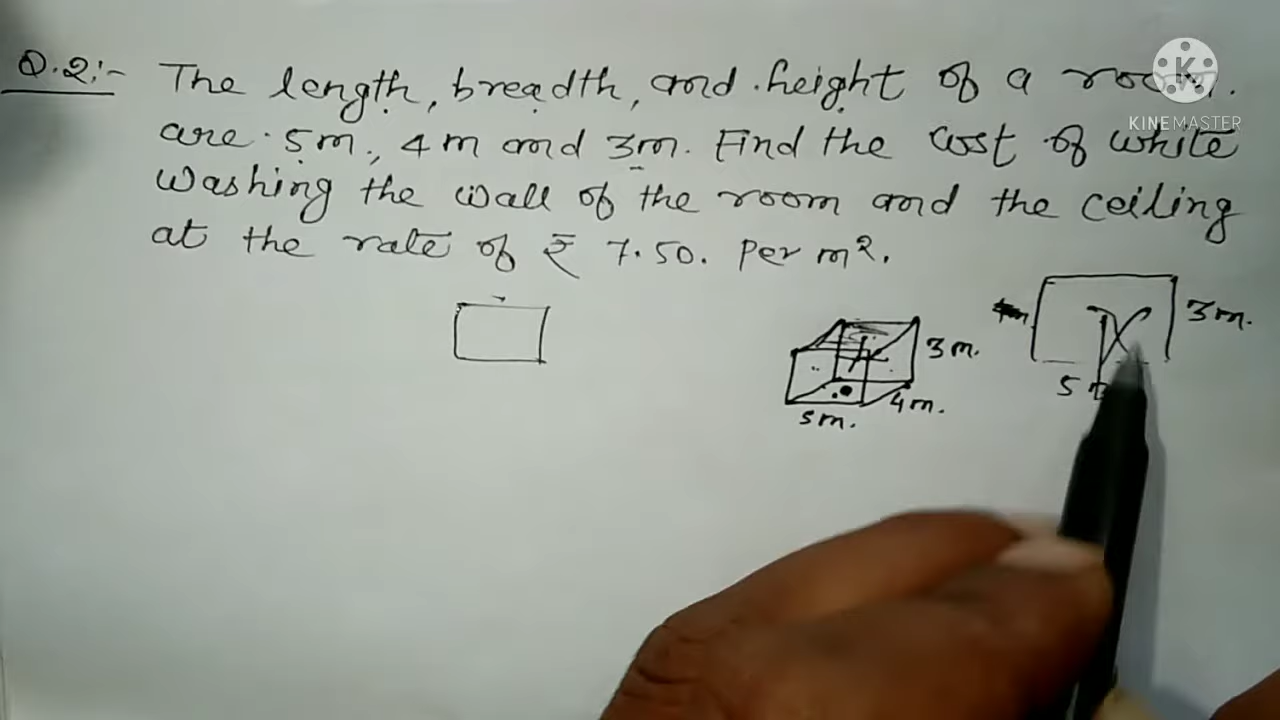 Q.2:- The length, breadth, and height of a room.
are 5m, 4m and 3m. Find the cost of white
washing the wall of the room and the ceiling
at the rate of ₹ 7.50. Per m².
3m.
4m.
5m.
3m.
5
K
KINEMASTER